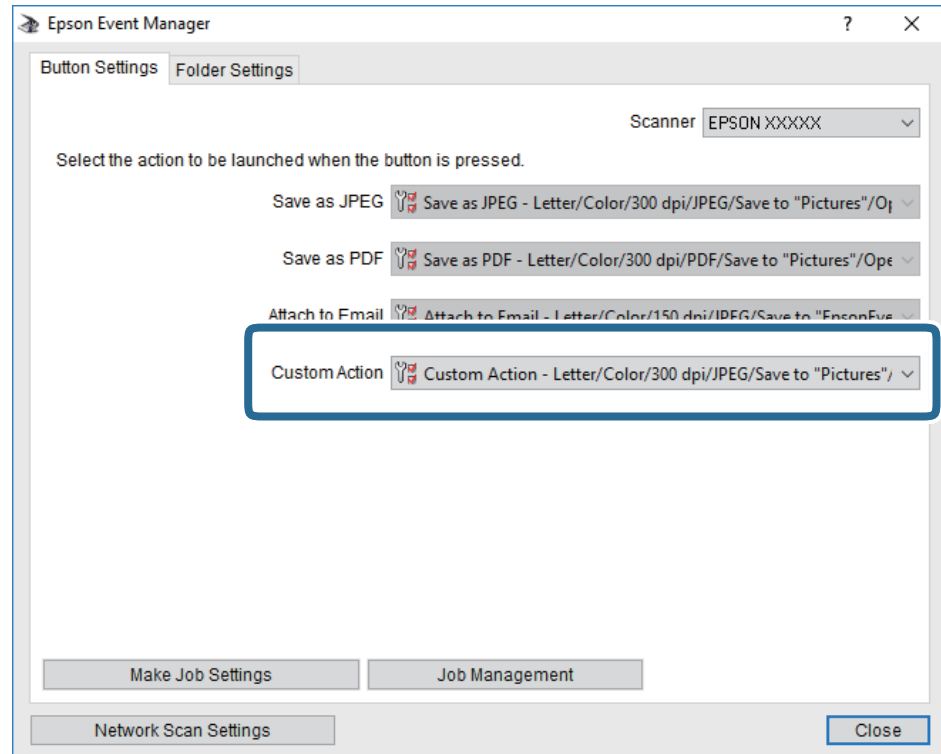 Epson Event Manager
Button Settings Folder Settings
Scanner EPSON XXXXX
Select the action to be launched when the button is pressed.
Save as JPEG Save as JPEG - Letter/Color/300 dpi/JPEG/Save to "Pictures"/Op
Save as PDF Save as PDF - Letter/Color/300 dpi/PDF/Save to "Pictures"/Ope
Attach to Email Attach to Email - Letter/Color/150 dpi/JPEG/Save to "EpsonEve
Custom Action Custom Action - Letter/Color/300 dpi/JPEG/Save to "Pictures"/
Make Job Settings Job Management
Network Scan Settings Close